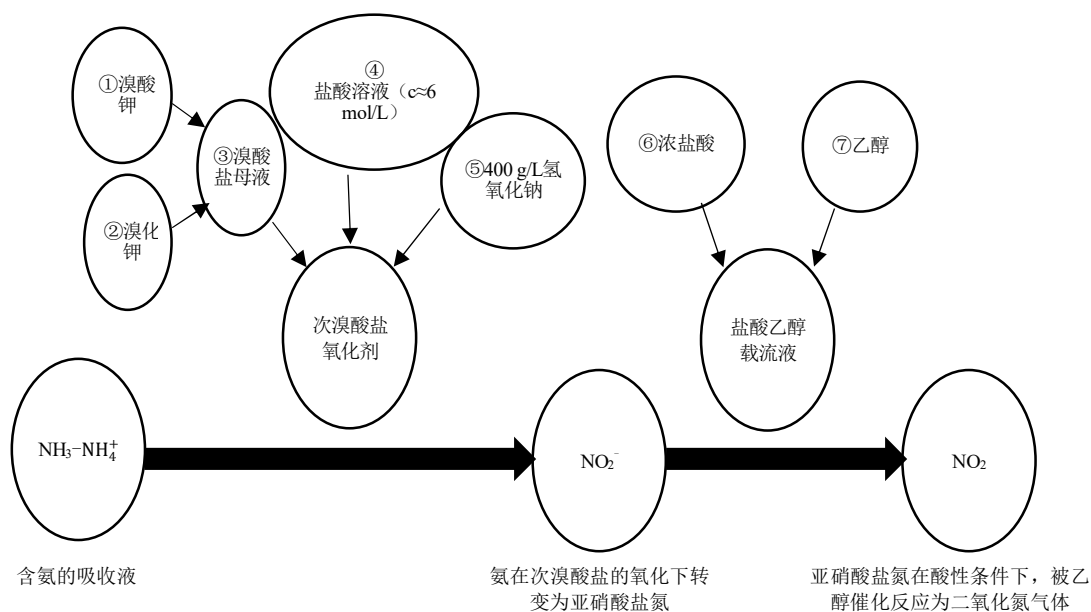 ①溴酸
钾
②溴化
钾
③溴酸
盐母液
④
盐酸溶液（c≈6
mol/L）
⑤400 g/L氢
氧化钠
次溴酸盐
氧化剂
⑥浓盐酸
⑦乙醇
盐酸乙醇
载流液
NH₃−NH₄⁺
NO₂⁻
NO₂
含氨的吸收液
氨在次溴酸盐的氧化下转
变为亚硝酸盐氮
亚硝酸盐氮在酸性条件下，被乙
醇催化反应为二氧化氮气体